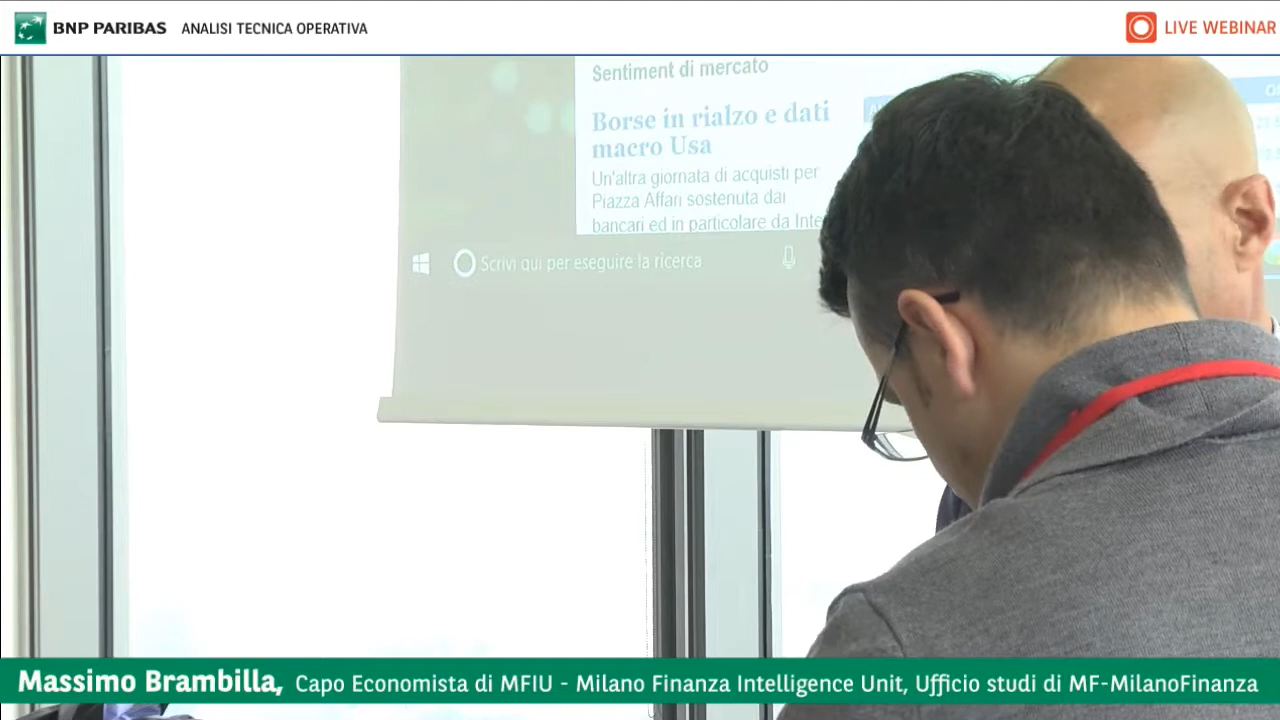 BNP PARIBAS ANALISI TECNICA OPERATIVA
LIVE WEBINAR
Sentiment di mercato
Borse in rialzo e dati
macro Usa
Un'altra giornata di acquisti per
Piazza Affari sostenuta dai
bancari ed in particolare da
Scrivi qui per eseguire la ricerca
Massimo Brambilla, Capo Economista di MFIU - Milano Finanza Intelligence Unit, Ufficio studi di MF-MilanoFinanza